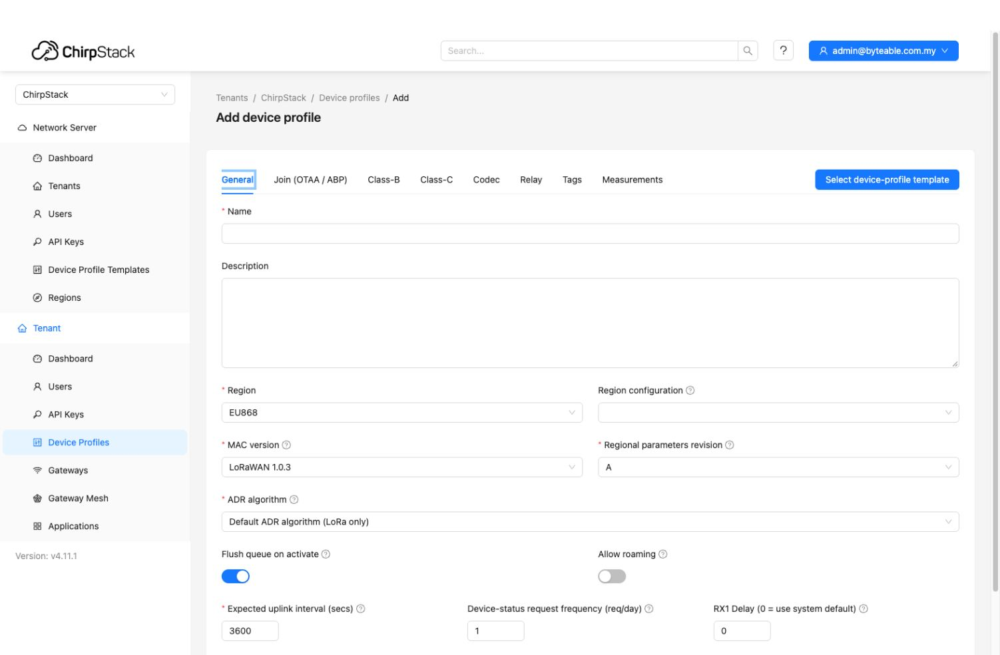 ChirpStack
Search...
?
admin@byteable.com.my
ChirpStack
Network Server
Dashboard
Tenants
Users
API Keys
Device Profile Templates
Regions
Tenant
Dashboard
Users
API Keys
Device Profiles
Gateways
Gateway Mesh
Applications
Version: v4.11.1
Tenants / ChirpStack / Device profiles / Add
Add device profile
General Join (OTAA / ABP) Class-B Class-C Codec Relay Tags Measurements
Select device-profile template
* Name
Description
* Region
EU868
Region configuration ?
* MAC version ?
LoRaWAN 1.0.3
* Regional parameters revision ?
A
* ADR algorithm ?
Default ADR algorithm (LoRa only)
Flush queue on activate ?
Allow roaming ?
* Expected uplink interval (secs) ?
3600
Device-status request frequency (req/day) ?
1
RX1 Delay (0 = use system default) ?
0